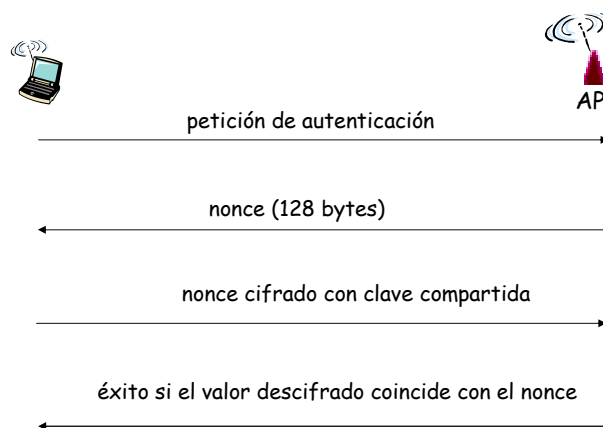 AP
petición de autenticación
nonce (128 bytes)
nonce cifrado con clave compartida
éxito si el valor descifrado coincide con el nonce